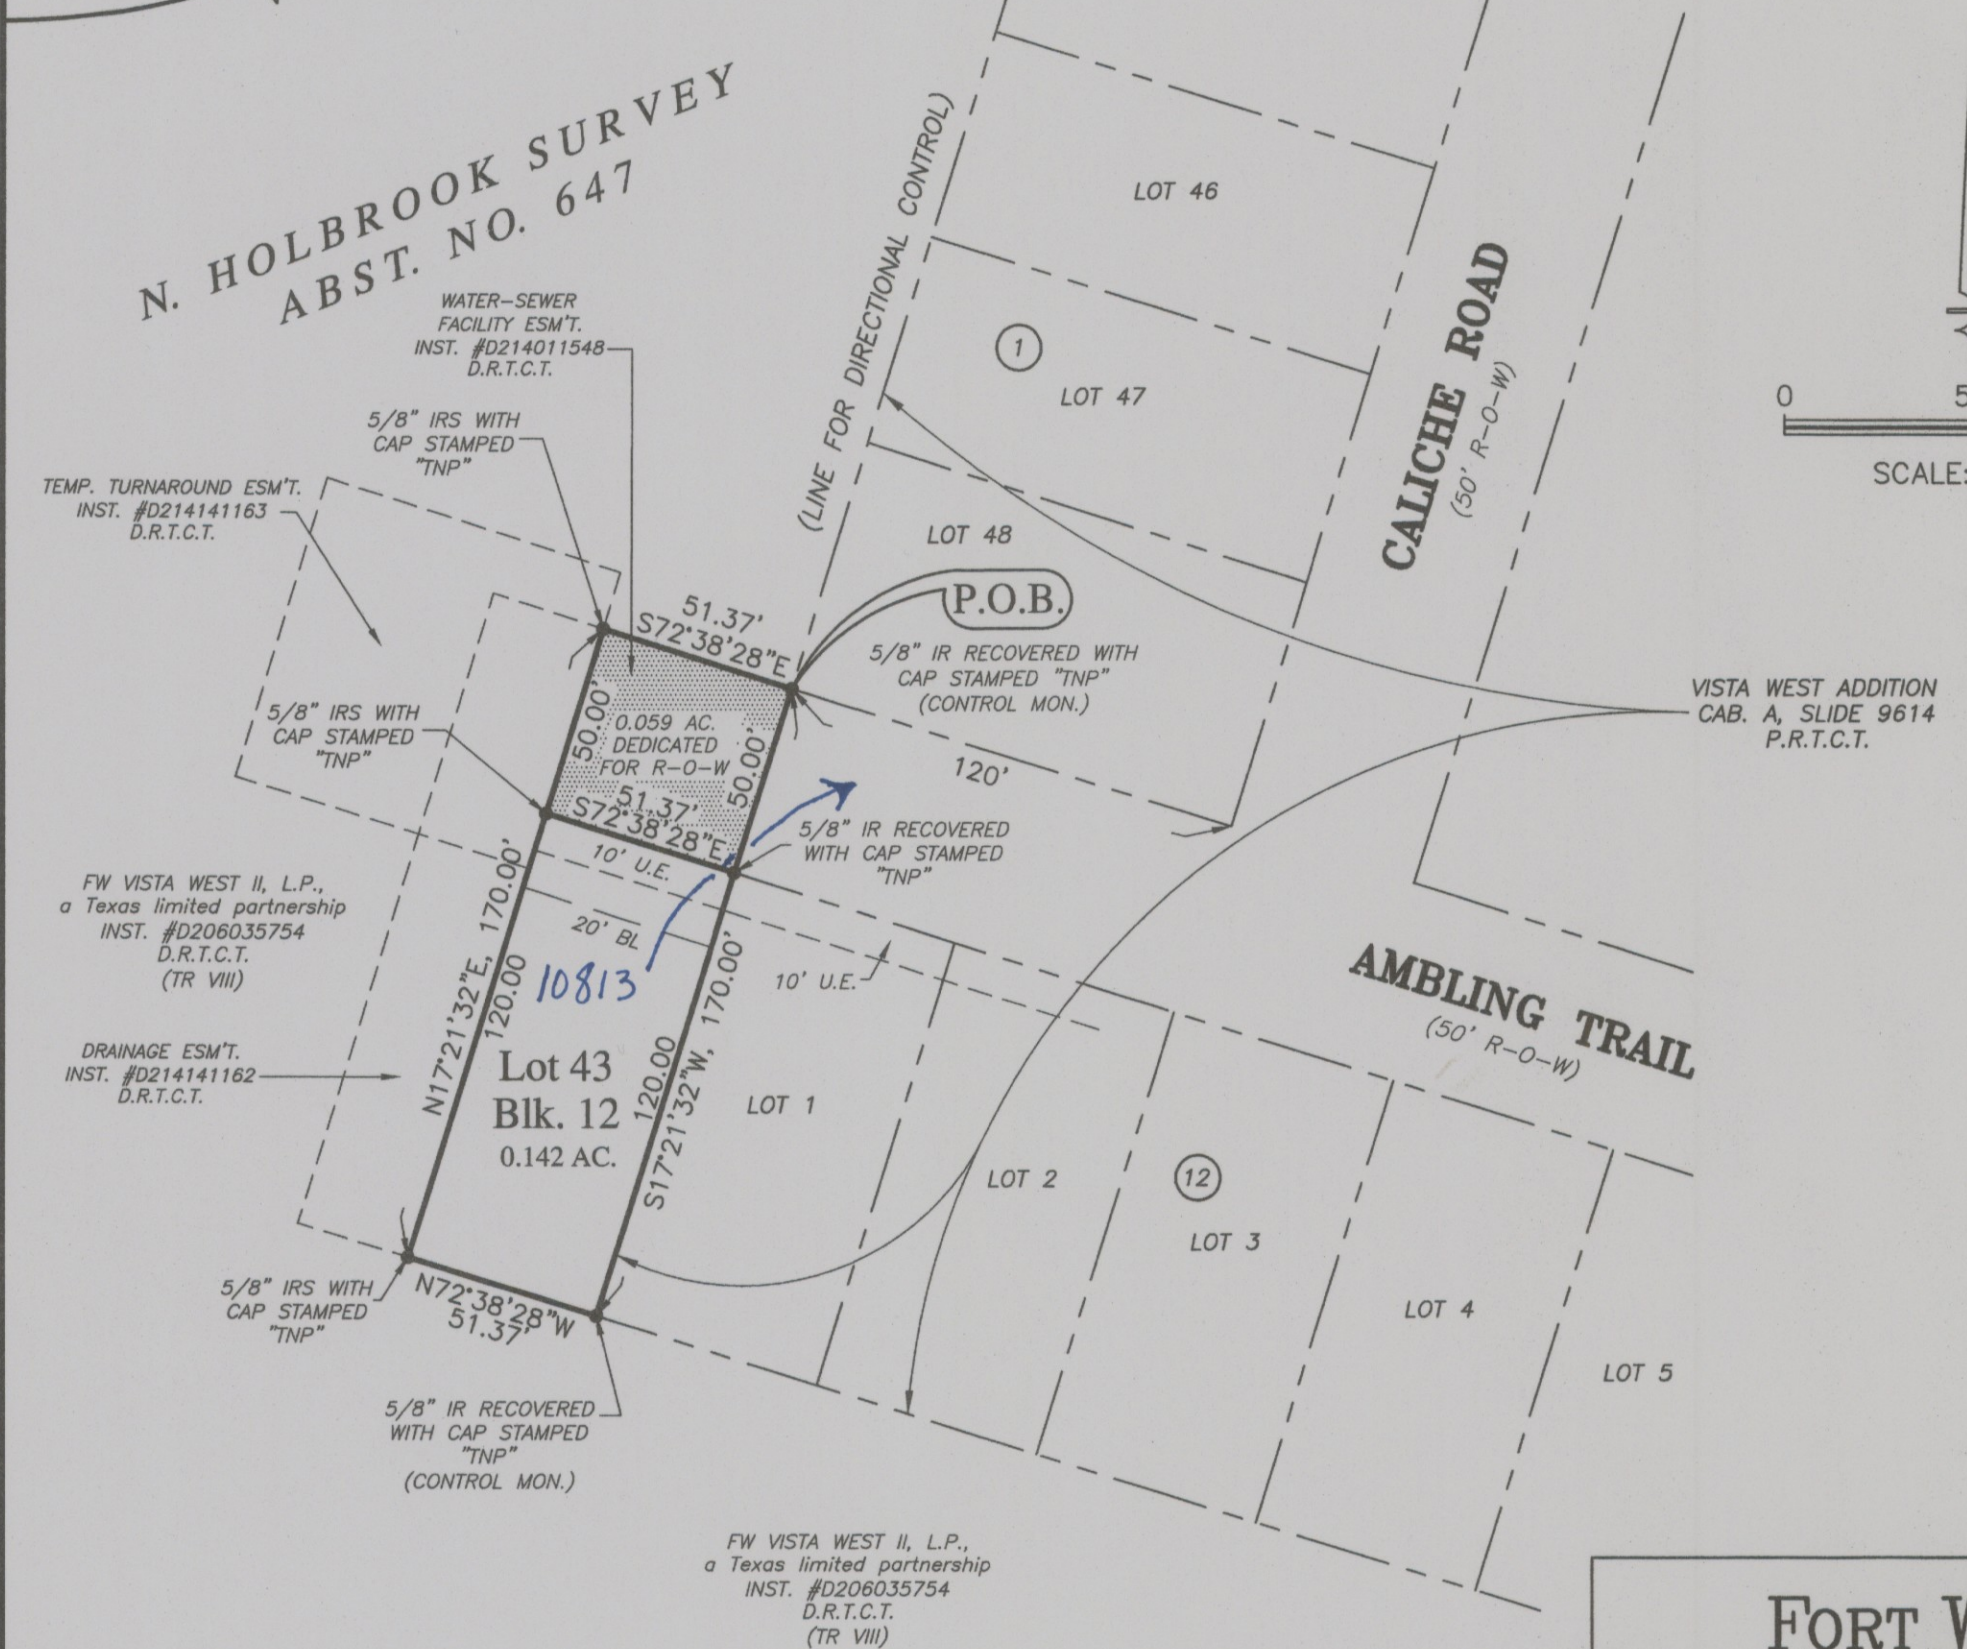 N. HOLBROOK SURVEY
ABST. NO. 647
WATER-SEWER
FACILITY ESM'T.
INST. #D214011548
D.R.T.C.T.
5/8" IRS WITH
CAP STAMPED
"TNP"
TEMP. TURNAROUND ESM'T.
INST. #D214141163
D.R.T.C.T.
(LINE FOR DIRECTIONAL CONTROL)
LOT 46
1
LOT 47
LOT 48
CALICHE ROAD
(50' R-O-W)
0
5
SCALE:
P.O.B.
5/8" IR RECOVERED WITH
CAP STAMPED "TNP"
(CONTROL MON.)
51.37'
S72°38'28"E
50.00'
0.059 AC.
DEDICATED
FOR R-O-W
50.00'
51.37'
S72°38'28"E
5/8" IRS WITH
CAP STAMPED
"TNP"
120'
VISTA WEST ADDITION
CAB. A, SLIDE 9614
P.R.T.C.T.
5/8" IR RECOVERED
WITH CAP STAMPED
"TNP"
10' U.E.
20' BL
10813
10' U.E.
FW VISTA WEST II, L.P.,
a Texas limited partnership
INST. #D206035754
D.R.T.C.T.
(TR VIII)
N17°21'32"E, 170.00'
120.00
120.00
S17°21'32"W, 170.00'
AMBLING TRAIL
(50' R-O-W)
DRAINAGE ESM'T.
INST. #D214141162
D.R.T.C.T.
Lot 43
Blk. 12
0.142 AC.
LOT 1
LOT 2
12
LOT 3
LOT 4
LOT 5
5/8" IRS WITH
CAP STAMPED
"TNP"
N72°38'28"W
51.37'
5/8" IR RECOVERED
WITH CAP STAMPED
"TNP"
(CONTROL MON.)
FW VISTA WEST II, L.P.,
a Texas limited partnership
INST. #D206035754
D.R.T.C.T.
(TR VIII)
FORT W